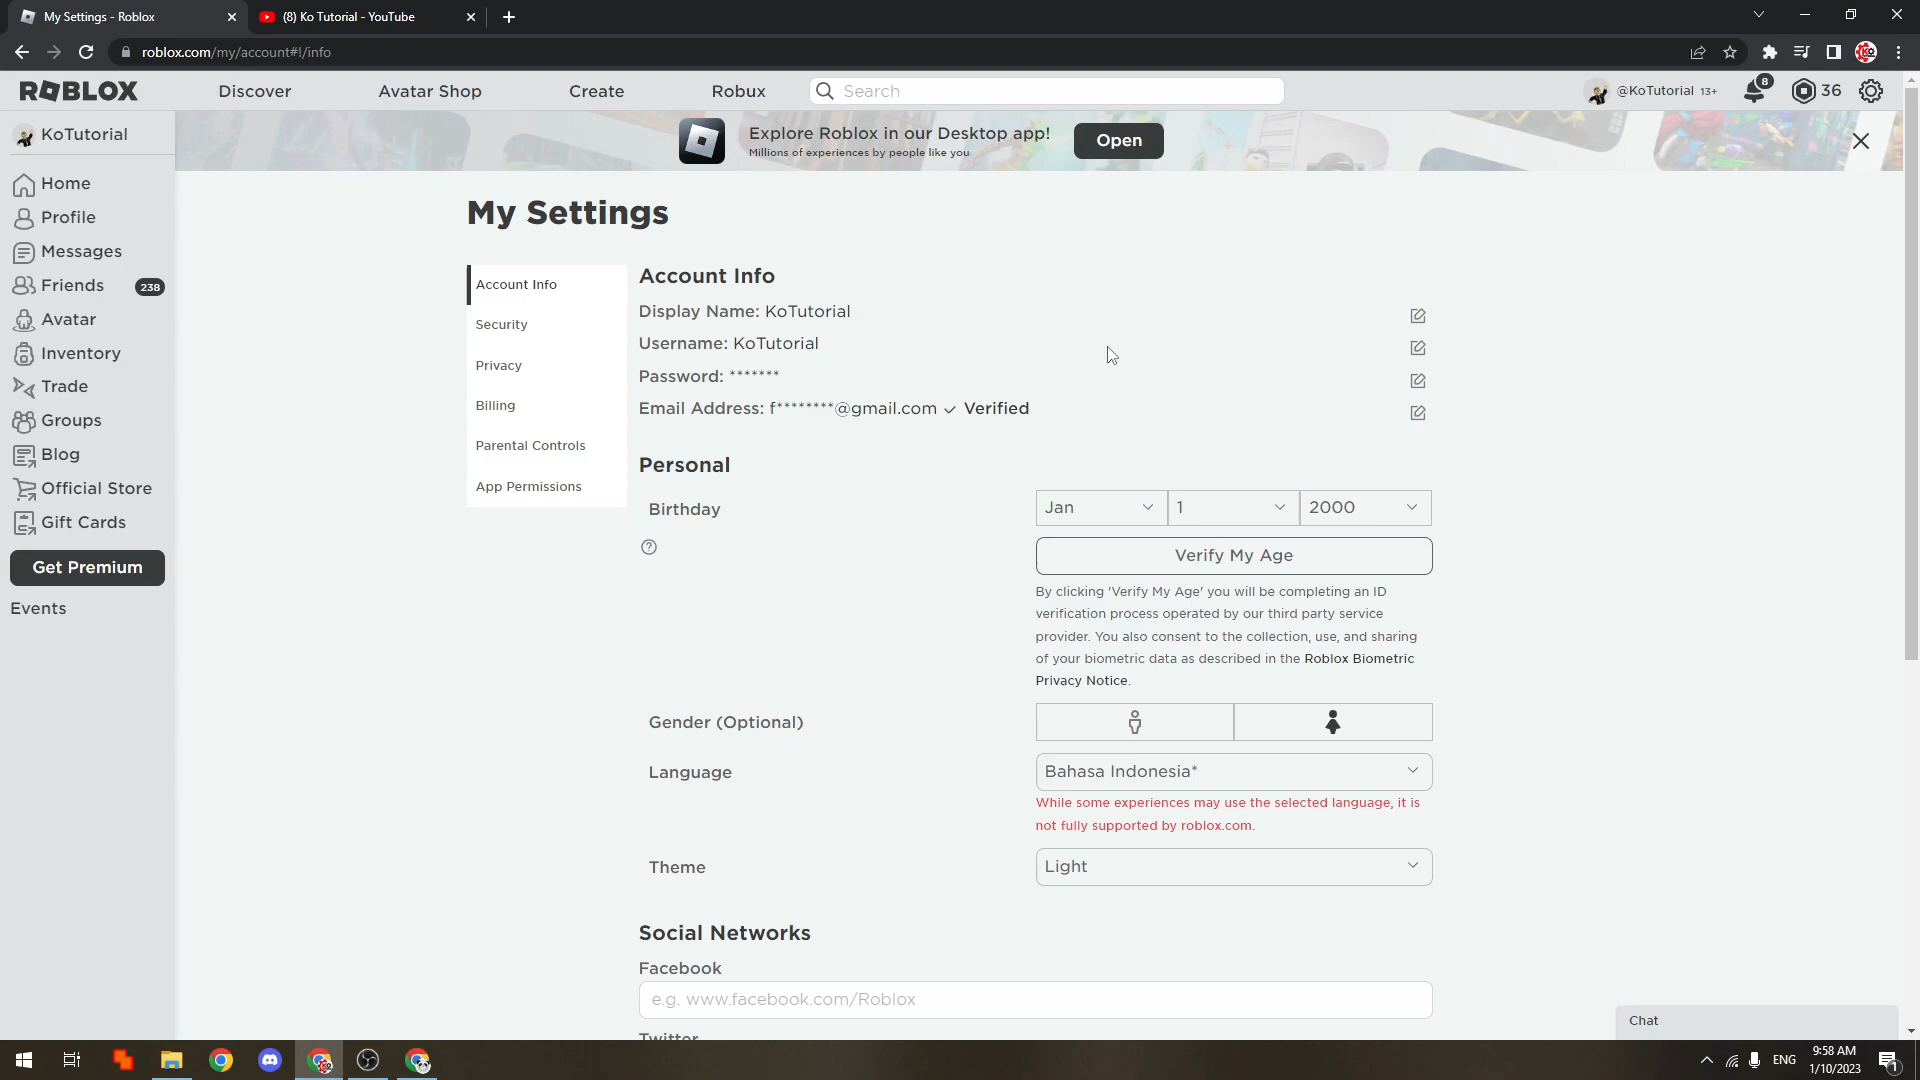 My Settings - Roblox
(8) Ko Tutorial - YouTube
roblox.com/my/account#!/info
ROBLOX
Discover
Avatar Shop
Create
Robux
Search
@KoTutorial 13+
8
36
KoTutorial
Explore Roblox in our Desktop app!
Millions of experiences by people like you
Open
Home
Profile
Messages
Friends 238
Avatar
Inventory
Trade
Groups
Blog
Official Store
Gift Cards
Get Premium
Events
My Settings
Account Info
Security
Privacy
Billing
Parental Controls
App Permissions
Account Info
Display Name: KoTutorial
Username: KoTutorial
Password: *******
Email Address: f********@gmail.com ✓ Verified
Personal
Birthday
Jan
1
2000
Verify My Age
By clicking 'Verify My Age' you will be completing an ID
verification process operated by our third party service
provider. You also consent to the collection, use, and sharing
of your biometric data as described in the Roblox Biometric
Privacy Notice.
Gender (Optional)
Language
Bahasa Indonesia*
While some experiences may use the selected language, it is
not fully supported by roblox.com.
Theme
Light
Social Networks
Facebook
e.g. www.facebook.com/Roblox
Twitter
Chat
ENG
9:58 AM
1/10/2023
1